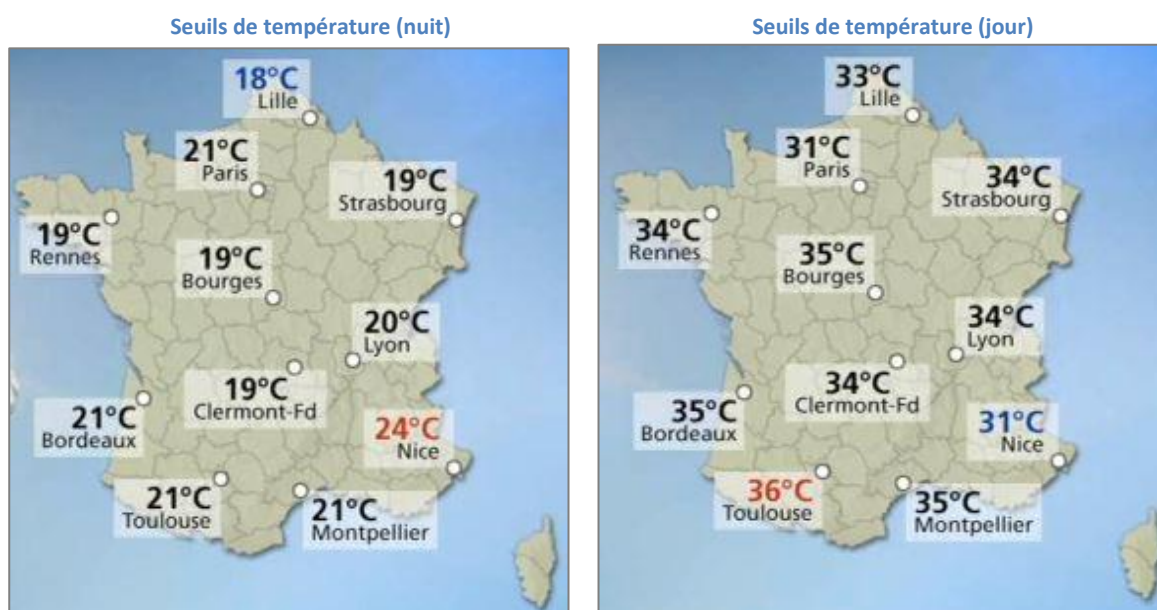 Seuils de température (nuit)
18°C
Lille
21°C
Paris
19°C
Strasbourg
19°C
Rennes
19°C
Bourges
20°C
Lyon
19°C
Clermont-Fd
21°C
Bordeaux
24°C
Nice
21°C
Toulouse
21°C
Montpellier
Seuils de température (jour)
33°C
Lille
31°C
Paris
34°C
Strasbourg
34°C
Rennes
35°C
Bourges
34°C
Lyon
34°C
Clermont-Fd
35°C
Bordeaux
31°C
Nice
36°C
Toulouse
35°C
Montpellier